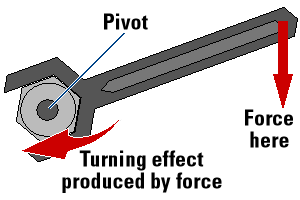 Pivot
Force
here
Turning effect
produced by force